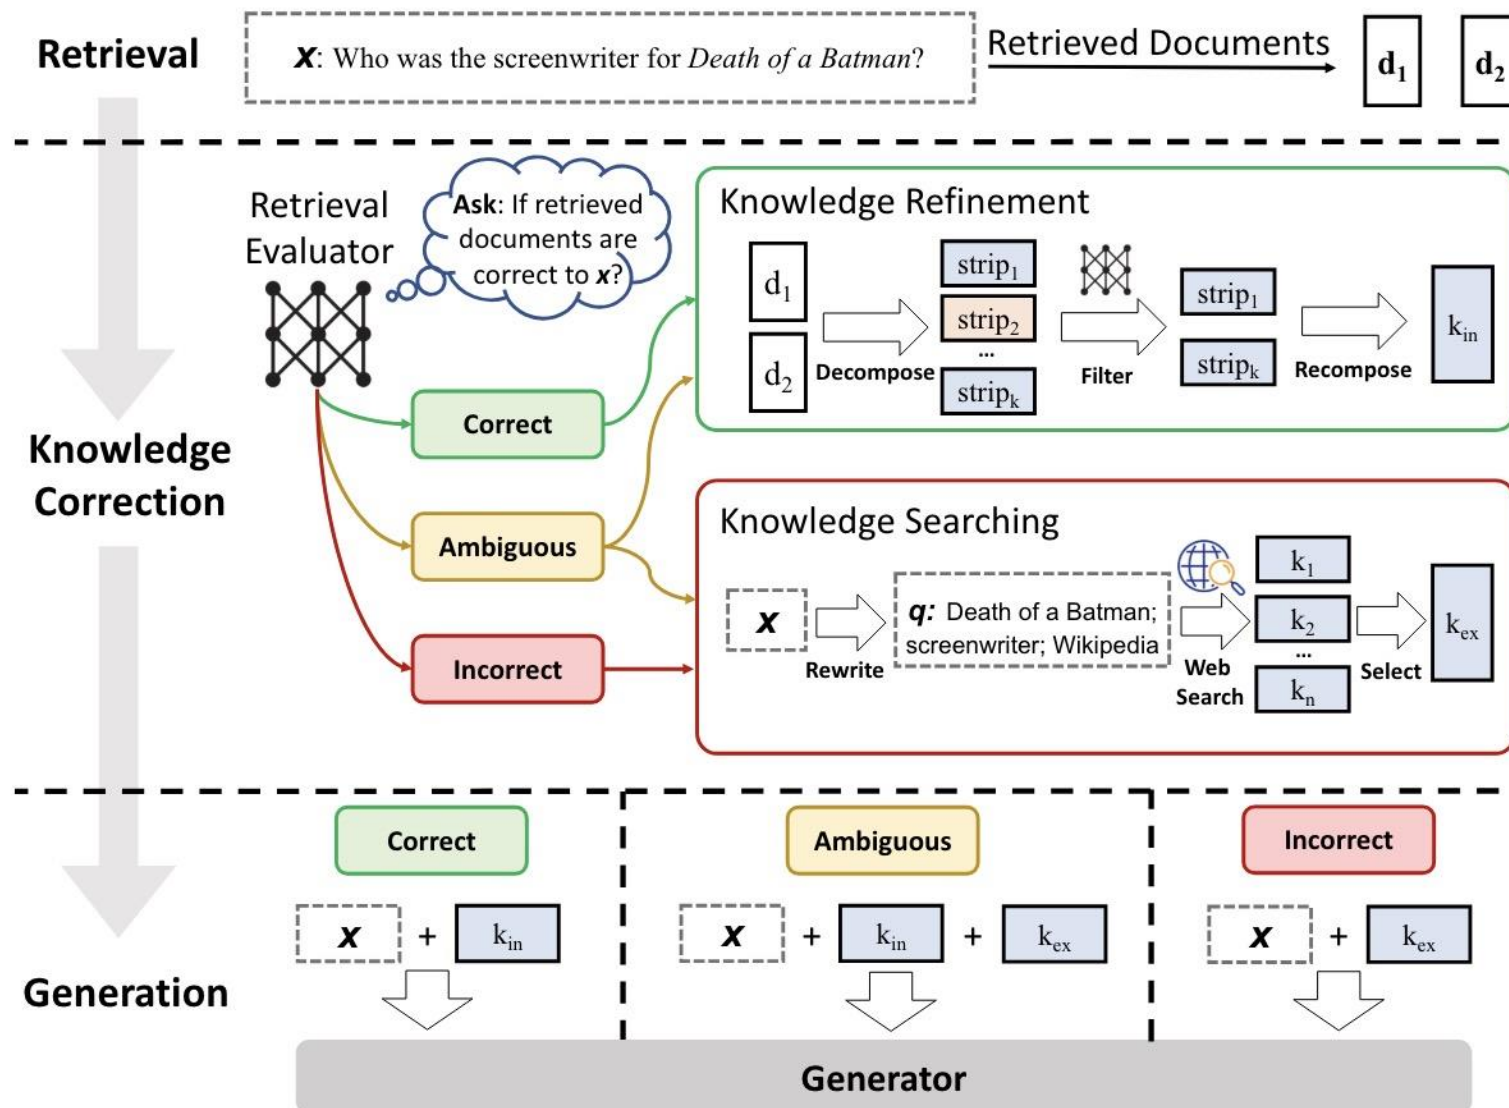 Retrieval
x: Who was the screenwriter for Death of a Batman?
Retrieved Documents
d1
d2
Retrieval
Evaluator
Ask: If retrieved
documents are
correct to x?
Knowledge
Correction
Correct
Ambiguous
Incorrect
Knowledge Refinement
d1
d2
Decompose
strip1
strip2
...
stripk
Filter
strip1
stripk
Recompose
kin
Knowledge Searching
x
Rewrite
q: Death of a Batman;
screenwriter; Wikipedia
Web
Search
k1
k2
...
kn
Select
kex
Generation
Correct
x + kin
Ambiguous
x + kin + kex
Incorrect
x + kex
Generator